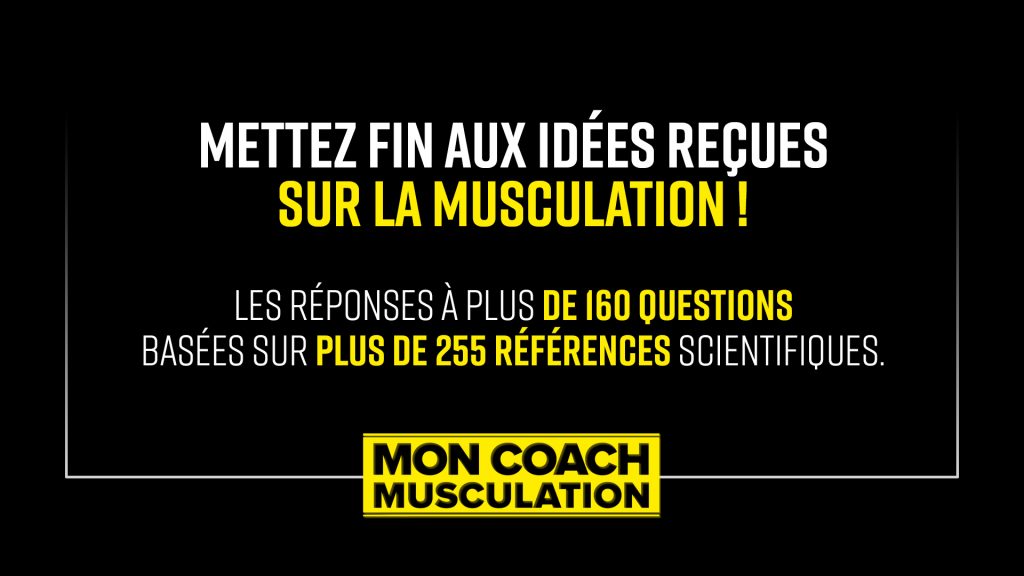 METTEZ FIN AUX IDÉES REÇUES
SUR LA MUSCULATION !
LES RÉPONSES À PLUS DE 160 QUESTIONS
BASÉES SUR PLUS DE 255 RÉFÉRENCES SCIENTIFIQUES.
MON COACH
MUSCULATION